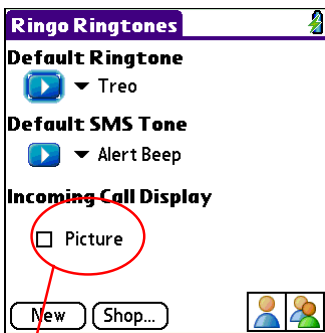 Ringo Ringtones
Default Ringtone
Treo
Default SMS Tone
Alert Beep
Incoming Call Display
Picture
New Shop...